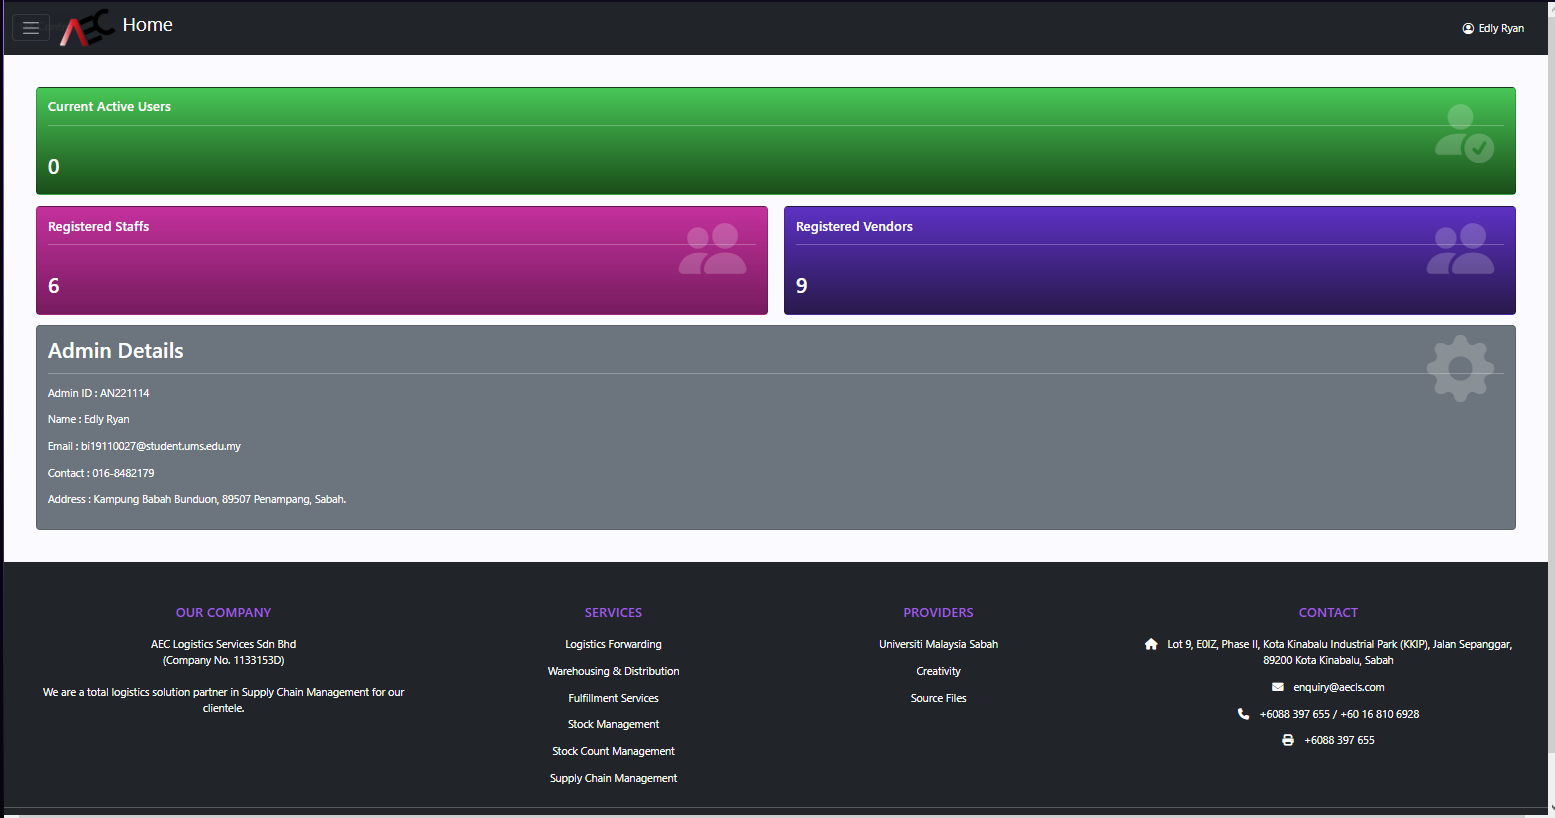 AEC Home
Edly Ryan
Current Active Users
0
Registered Staffs
6
Registered Vendors
9
Admin Details
Admin ID : AN221114
Name : Edly Ryan
Email : bi19110027@student.ums.edu.my
Contact : 016-8482179
Address : Kampung Babah Bunduon, 89507 Penampang, Sabah.
OUR COMPANY
AEC Logistics Services Sdn Bhd
(Company No. 1133153D)
We are a total logistics solution partner in Supply Chain Management for our
clientele.
SERVICES
Logistics Forwarding
Warehousing & Distribution
Fulfillment Services
Stock Management
Stock Count Management
Supply Chain Management
PROVIDERS
Universiti Malaysia Sabah
Creativity
Source Files
CONTACT
Lot 9, E0IZ, Phase II, Kota Kinabalu Industrial Park (KKIP), Jalan Sepanggar,
89200 Kota Kinabalu, Sabah
enquiry@aecls.com
+6088 397 655 / +60 16 810 6928
+6088 397 655